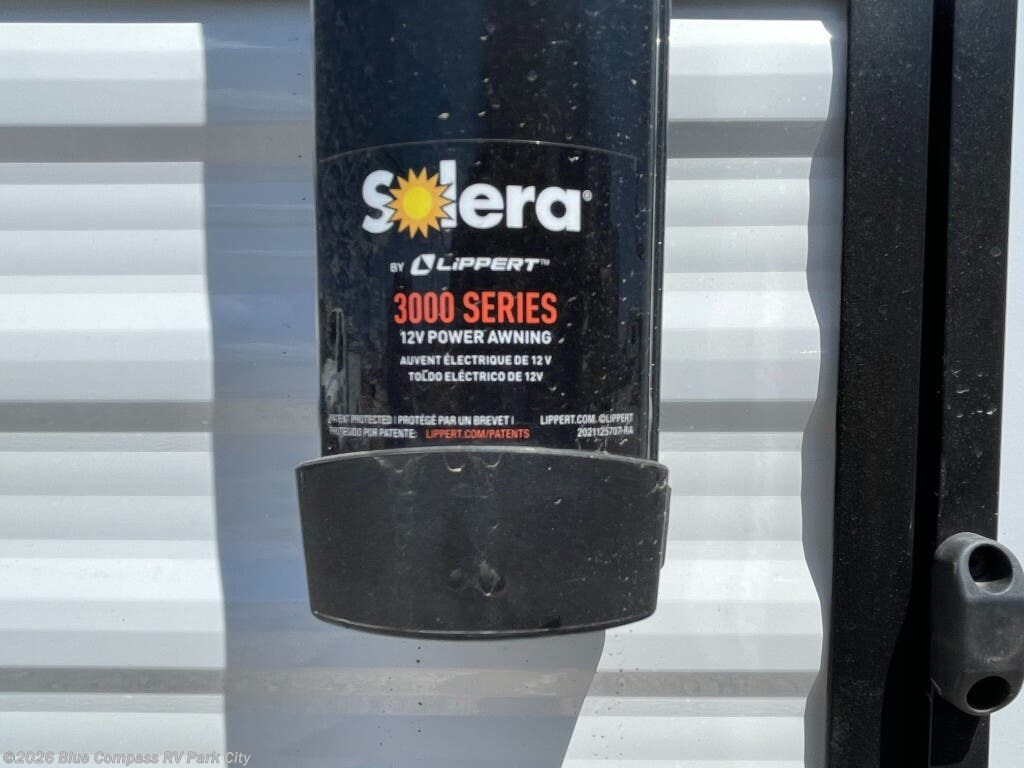 Solera®
BY LiPPERT™
3000 SERIES
12V POWER AWNING
AUVENT ÉLECTRIQUE DE 12 V
TOLDO ELÉCTRICO DE 12V
PATENT PROTECTED | PROTÉGÉ PAR UN BREVET | LIPPERT.COM ©LIPPERT
PROTEGIDO POR PATENTE: LIPPERT.COM/PATENTS 2021125707-RA
©2026 Blue Compass RV Park City